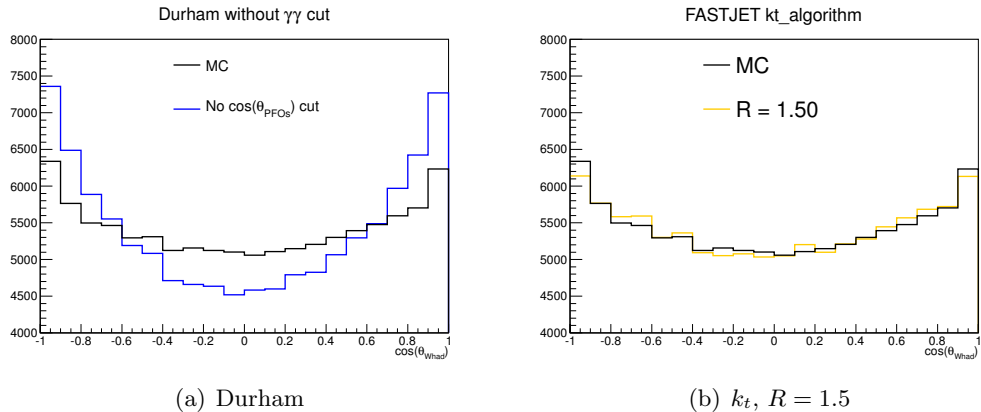 Durham without γγ cut
8000
7500
7000
6500
6000
5500
5000
4500
4000
MC
No cos(θPFOs) cut
-1 -0.8 -0.6 -0.4 -0.2 0 0.2 0.4 0.6 0.8 1
cos(θWhad)
(a) Durham
FASTJET kt_algorithm
8000
7500
7000
6500
6000
5500
5000
4500
4000
MC
R = 1.50
-1 -0.8 -0.6 -0.4 -0.2 0 0.2 0.4 0.6 0.8 1
cos(θWhad)
(b) kt, R = 1.5